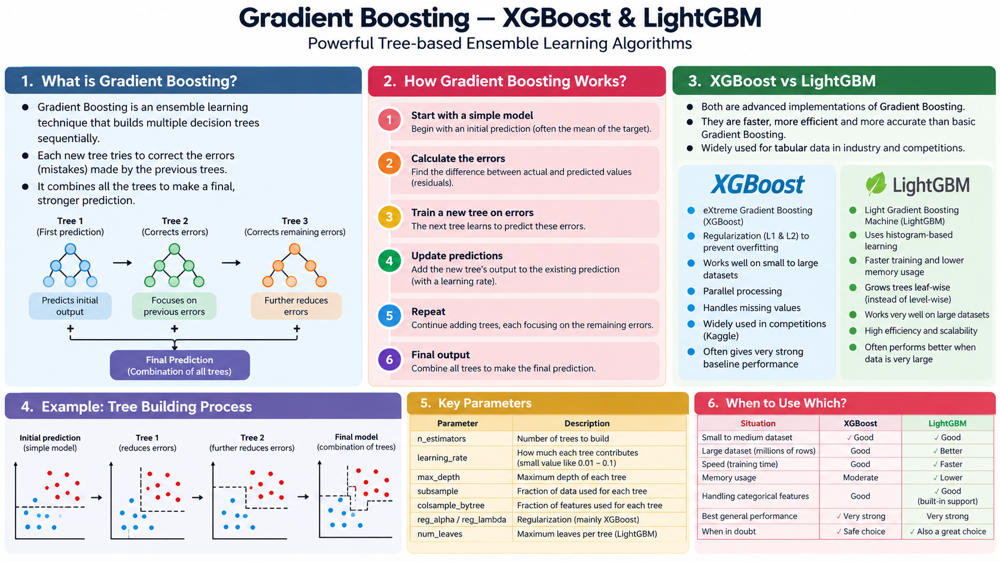 Gradient Boosting — XGBoost & LightGBM
Powerful Tree-based Ensemble Learning Algorithms
1. What is Gradient Boosting?
● Gradient Boosting is an ensemble learning
technique that builds multiple decision trees
sequentially.
● Each new tree tries to correct the errors
(mistakes) made by the previous trees.
● It combines all the trees to make a final,
stronger prediction.
Tree 1
(First prediction)
Tree 2
(Corrects errors)
Tree 3
(Corrects remaining errors)
Predicts initial
output
Focuses on
previous errors
Further reduces
errors
+ + +
Final Prediction
(Combination of all trees)
2. How Gradient Boosting Works?
1 Start with a simple model
Begin with an initial prediction (often the mean of the target).
2 Calculate the errors
Find the difference between actual and predicted values
(residuals).
3 Train a new tree on errors
The next tree learns to predict these errors.
4 Update predictions
Add the new tree's output to the existing prediction
(with a learning rate).
5 Repeat
Continue adding trees, each focusing on the remaining errors.
6 Final output
Combine all trees to make the final prediction.
3. XGBoost vs LightGBM
● Both are advanced implementations of Gradient Boosting.
● They are faster, more efficient and more accurate than basic
Gradient Boosting.
● Widely used for tabular data in industry and competitions.
XGBoost
● eXtreme Gradient Boosting
(XGBoost)
● Regularization (L1 & L2) to
prevent overfitting
● Works well on small to large
datasets
● Parallel processing
● Handles missing values
● Widely used in competitions
(Kaggle)
● Often gives very strong
baseline performance
LightGBM
● Light Gradient Boosting
Machine (LightGBM)
● Uses histogram-based
learning
● Faster training and lower
memory usage
● Grows trees leaf-wise
(instead of level-wise)
● Works very well on large datasets
● High efficiency and scalability
● Often performs better when
data is very large
4. Example: Tree Building Process
Initial prediction
(simple model)
Tree 1
(reduces errors)
Tree 2
(further reduces errors)
Final model
(combination of trees)
5. Key Parameters
Parameter Description
n_estimators Number of trees to build
learning_rate How much each tree contributes
(small value like 0.01 – 0.1)
max_depth Maximum depth of each tree
subsample Fraction of data used for each tree
colsample_bytree Fraction of features used for each tree
reg_alpha / reg_lambda Regularization (mainly XGBoost)
num_leaves Maximum leaves per tree (LightGBM)
6. When to Use Which?
Situation XGBoost LightGBM
Small to medium dataset ✓ Good ✓ Good
Large dataset (millions of rows) Good ✓ Better
Speed (training time) Good ✓ Faster
Memory usage Moderate ✓ Lower
Handling categorical features Good ✓ Good
(built-in support)
Best general performance ✓ Very strong Very strong
When in doubt ✓ Safe choice ✓ Also a great choice